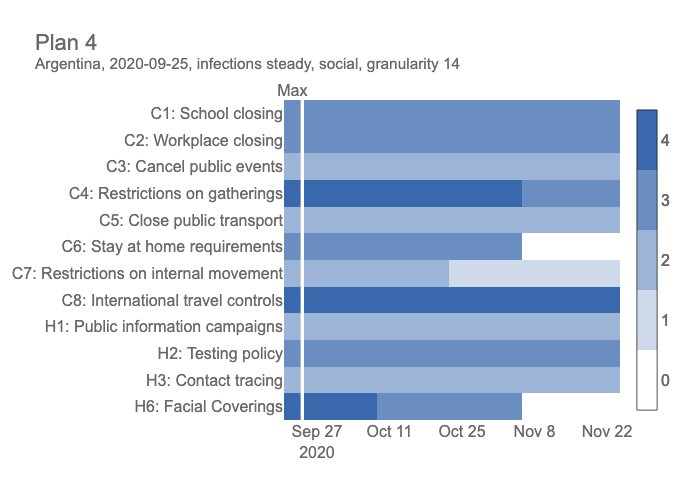 Plan 4
Argentina, 2020-09-25, infections steady, social, granularity 14
Max
C1: School closing
C2: Workplace closing
C3: Cancel public events
C4: Restrictions on gatherings
C5: Close public transport
C6: Stay at home requirements
C7: Restrictions on internal movement
C8: International travel controls
H1: Public information campaigns
H2: Testing policy
H3: Contact tracing
H6: Facial Coverings
4
3
2
1
0
Sep 27 Oct 11 Oct 25 Nov 8 Nov 22
2020